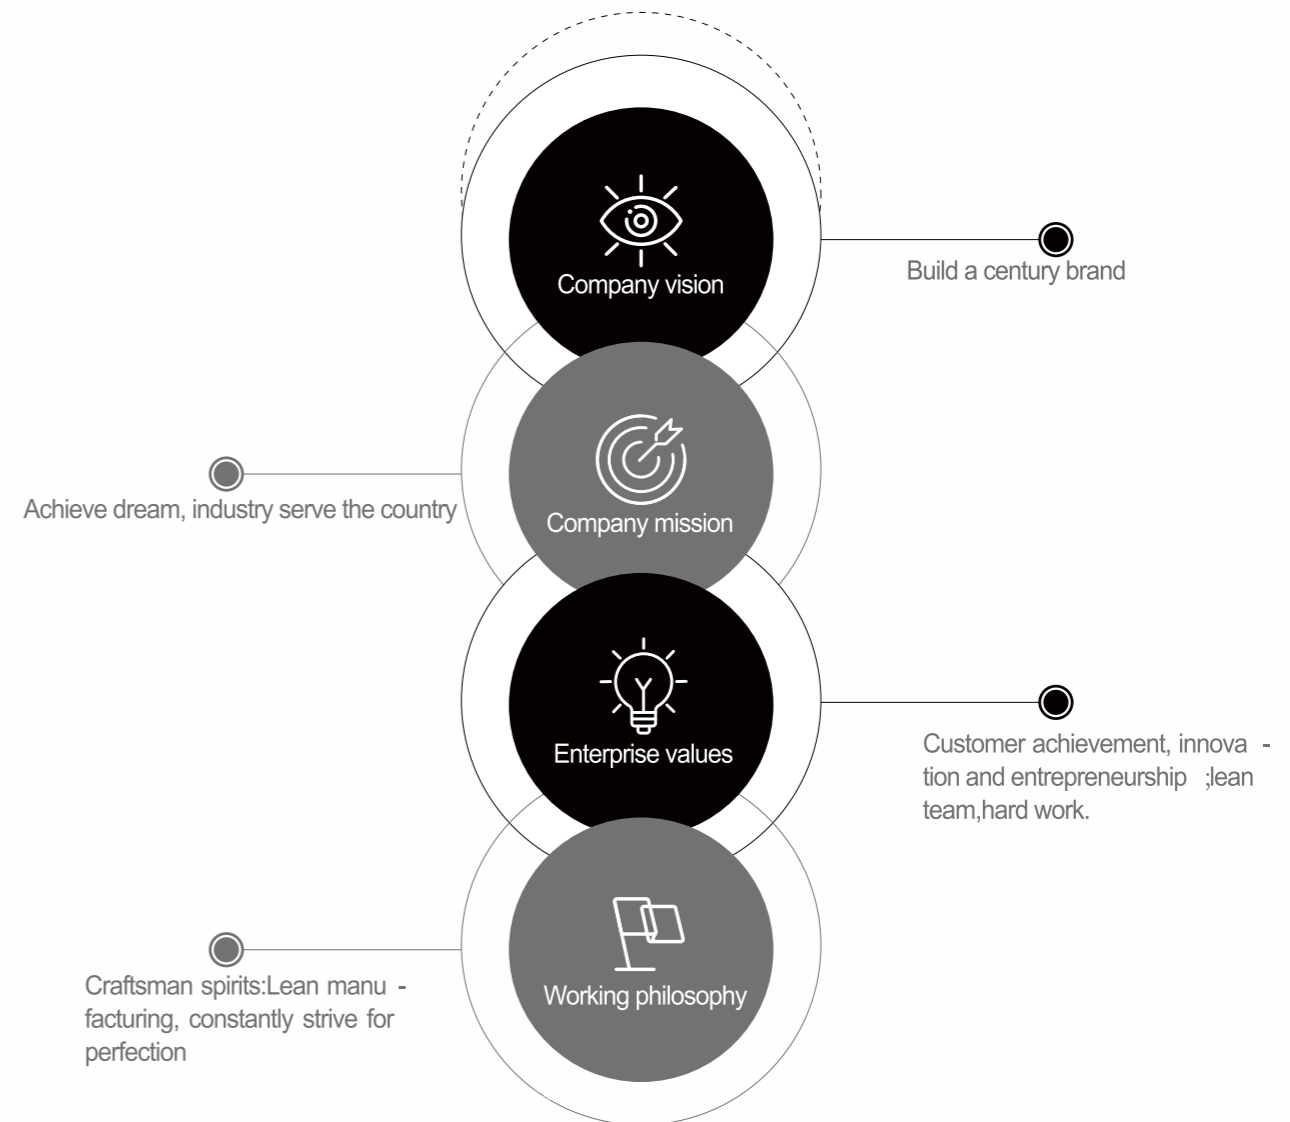 Company vision
Build a century brand
Company mission
Achieve dream, industry serve the country
Enterprise values
Customer achievement, innova -
tion and entrepreneurship ;lean
team,hard work.
Working philosophy
Craftsman spirits:Lean manu -
facturing, constantly strive for
perfection